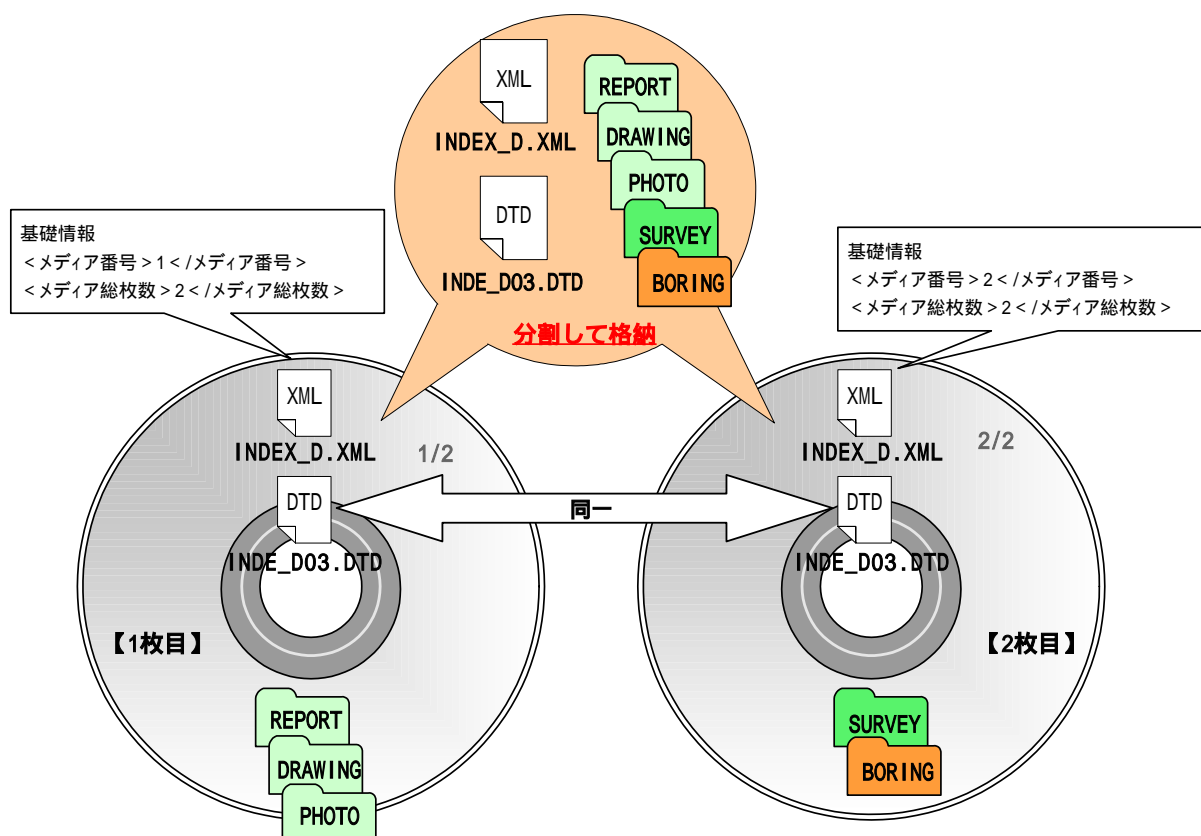 XML
INDEX_D.XML
DTD
INDE_D03.DTD
REPORT
DRAWING
PHOTO
SURVEY
BORING
分割して格納
基礎情報
<メディア番号>1</メディア番号>
<メディア総枚数>2</メディア総枚数>
基礎情報
<メディア番号>2</メディア番号>
<メディア総枚数>2</メディア総枚数>
XML
INDEX_D.XML
1/2
DTD
INDE_D03.DTD
【1枚目】
REPORT
DRAWING
PHOTO
同一
XML
INDEX_D.XML
2/2
DTD
INDE_D03.DTD
【2枚目】
SURVEY
BORING